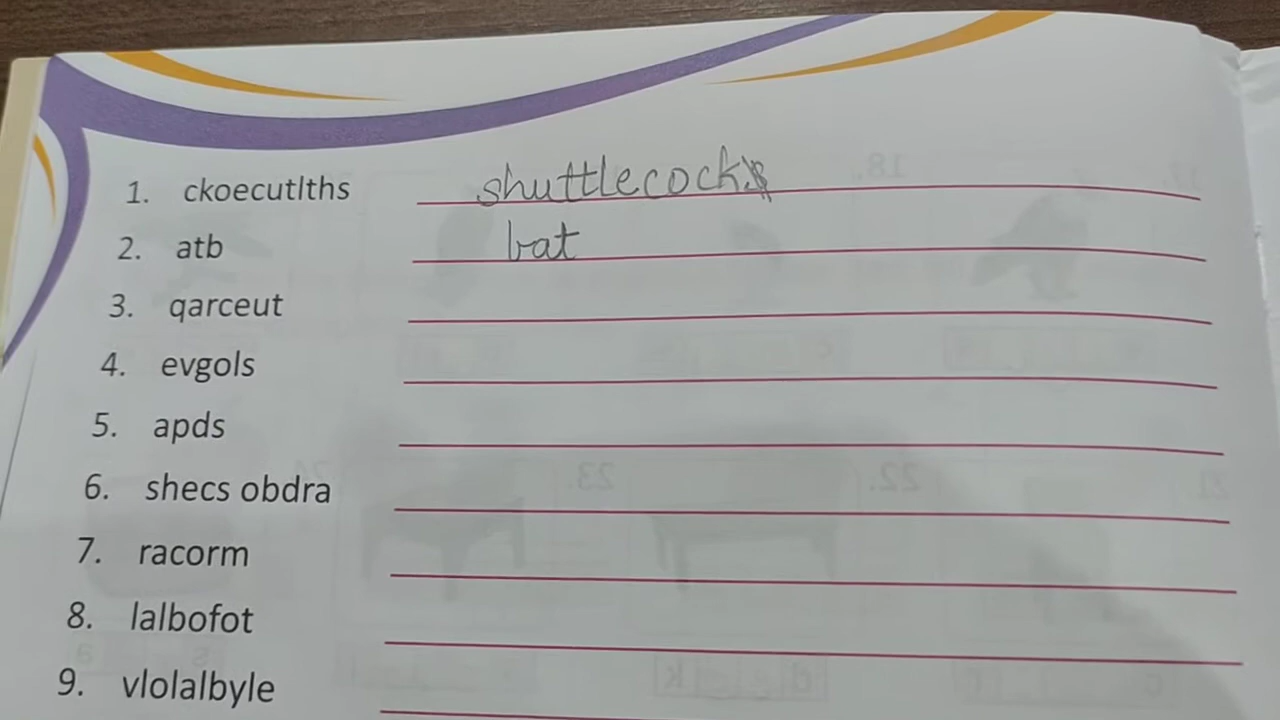 1. ckoecutlths shuttlecock
2. atb bat
3. qarceut
4. evgols
5. apds
6. shecs obdra
7. racorm
8. lalbofot
9. vlolalbyle